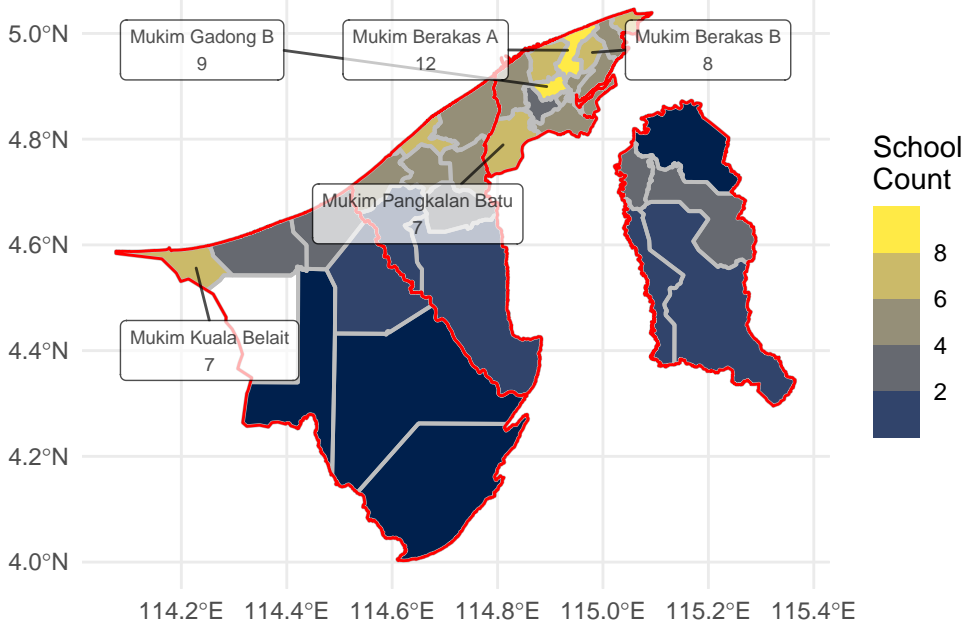 5.0°N
4.8°N
4.6°N
4.4°N
4.2°N
4.0°N
Mukim Gadong B
9
Mukim Berakas A
12
Mukim Berakas B
8
Mukim Pangkalan Batu
7
Mukim Kuala Belait
7
114.2°E 114.4°E 114.6°E 114.8°E 115.0°E 115.2°E 115.4°E
School
Count
8
6
4
2